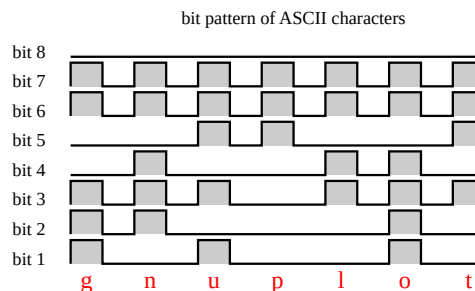 bit pattern of ASCII characters
bit 8
bit 7
bit 6
bit 5
bit 4
bit 3
bit 2
bit 1
g n u p l o t